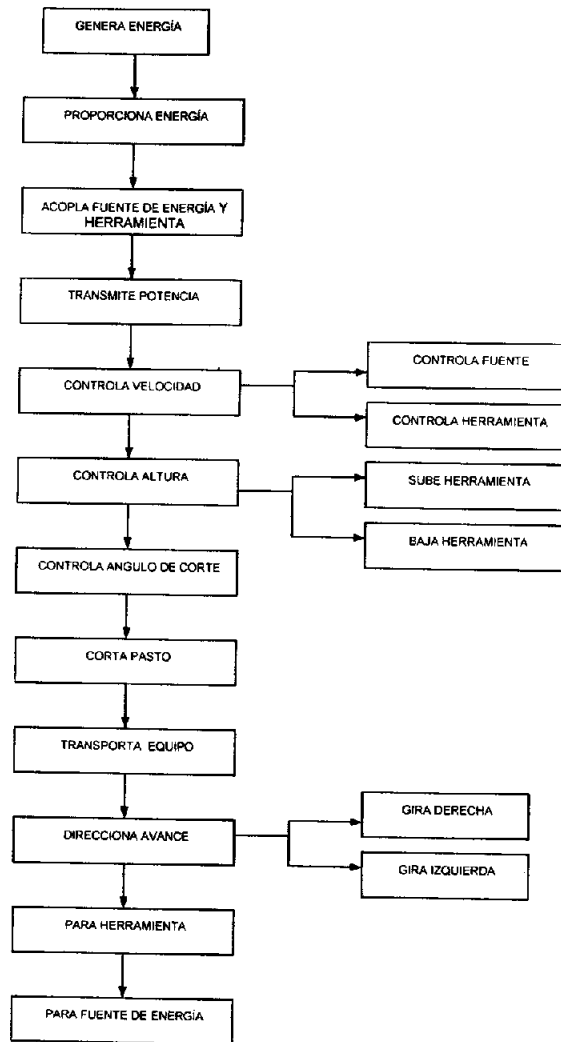 GENERA ENERGÍA
PROPORCIONA ENERGÍA
ACOPLA FUENTE DE ENERGÍA Y
HERRAMIENTA
TRANSMITE POTENCIA
CONTROLA VELOCIDAD
CONTROLA FUENTE
CONTROLA HERRAMIENTA
CONTROLA ALTURA
SUBE HERRAMIENTA
BAJA HERRAMIENTA
CONTROLA ANGULO DE CORTE
CORTA PASTO
TRANSPORTA EQUIPO
DIRECCIONA AVANCE
GIRA DERECHA
GIRA IZQUIERDA
PARA HERRAMIENTA
PARA FUENTE DE ENERGÍA